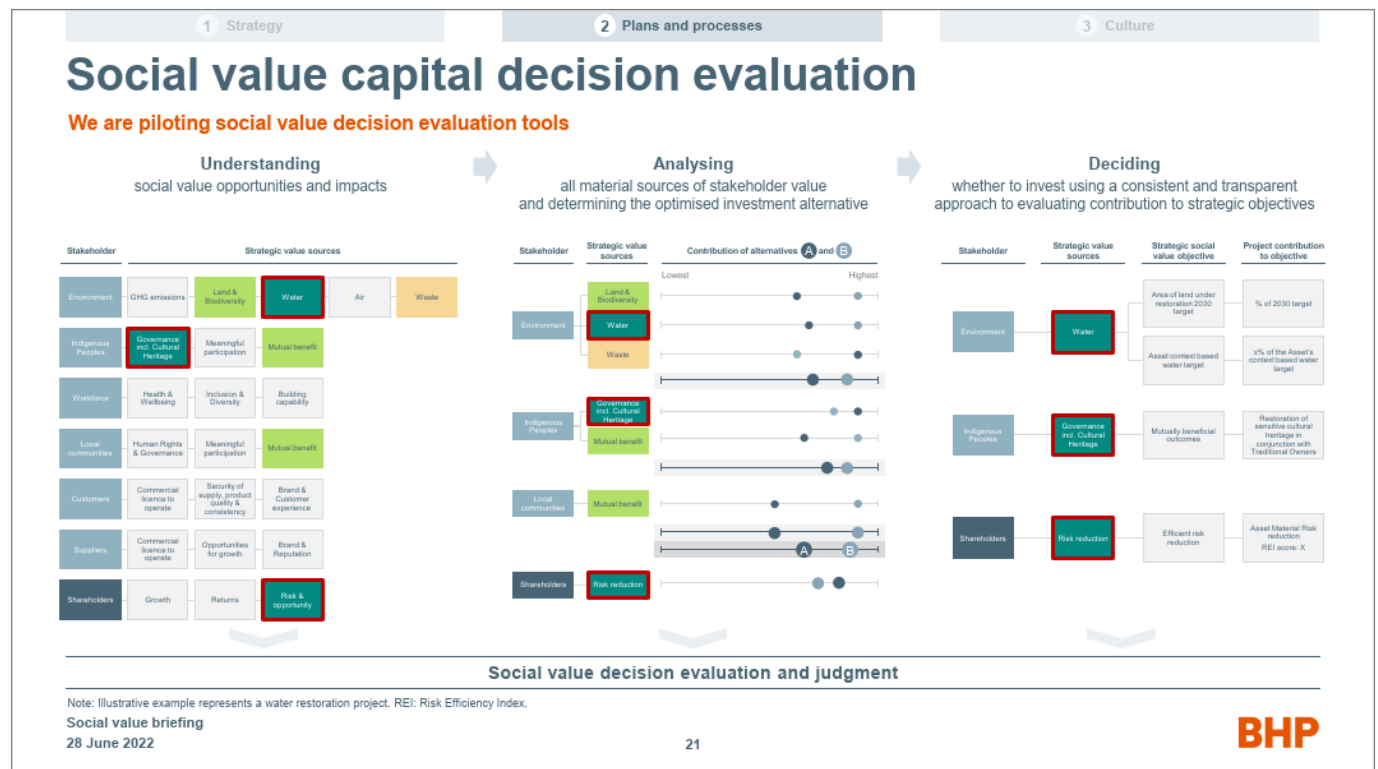 1 Strategy
2 Plans and processes
3 Culture
Social value capital decision evaluation
We are piloting social value decision evaluation tools
Understanding
social value opportunities and impacts
Stakeholder
Strategic value sources
Environment
GHG emissions
Land &
Biodiversity
Water
Air
Waste
Indigenous
Peoples
Governance
incl. Cultural
Heritage
Meaningful
participation
Mutual benefit
Workforce
Health &
Wellbeing
Inclusion &
Diversity
Building
capability
Local
communities
Human Rights
& Governance
Meaningful
participation
Mutual benefit
Customers
Commercial
licence to
operate
Security of
supply, product
quality &
consistency
Brand &
Customer
experience
Suppliers
Commercial
licence to
operate
Opportunities
for growth
Brand &
Reputation
Shareholders
Growth
Returns
Risk &
opportunity
Analysing
all material sources of stakeholder value
and determining the optimised investment alternative
Stakeholder
Strategic value
sources
Contribution of alternatives A and B
Lowest
Highest
Environment
Land &
Biodiversity
Water
Waste
Indigenous
Peoples
Governance
incl. Cultural
Heritage
Mutual benefit
Local
communities
Mutual benefit
A
B
Shareholders
Risk reduction
Deciding
whether to invest using a consistent and transparent
approach to evaluating contribution to strategic objectives
Stakeholder
Strategic value
sources
Strategic social
value objective
Project contribution
to objective
Environment
Water
Area of land under
restoration 2030
target
% of 2030 target
Asset context based
water target
x% of the Asset's
context based water
target
Indigenous
Peoples
Governance
incl. Cultural
Heritage
Mutually beneficial
outcomes
Restoration of
sensitive cultural
heritage in
conjunction with
Traditional Owners
Shareholders
Risk reduction
Efficient risk
reduction
Asset Material Risk
reduction
REI score: X
Social value decision evaluation and judgment
Note: Illustrative example represents a water restoration project. REI: Risk Efficiency Index.
Social value briefing
28 June 2022
21
BHP